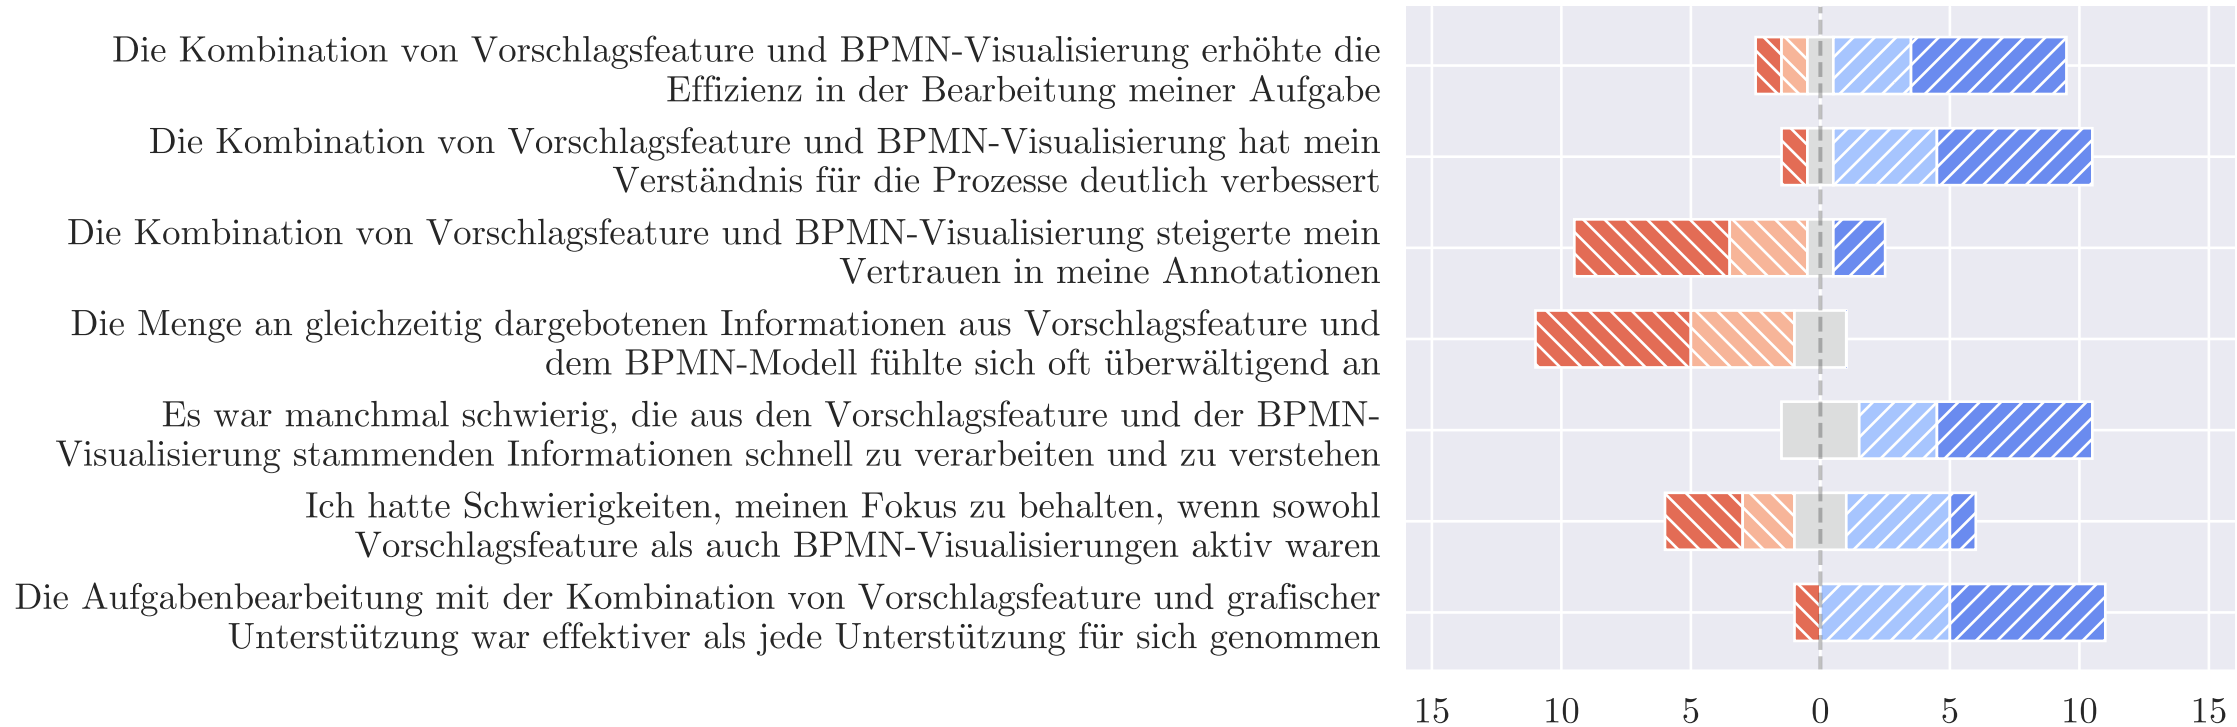 Die Kombination von Vorschlagsfeature und BPMN-Visualisierung erhöhte die
Effizienz in der Bearbeitung meiner Aufgabe
Die Kombination von Vorschlagsfeature und BPMN-Visualisierung hat mein
Verständnis für die Prozesse deutlich verbessert
Die Kombination von Vorschlagsfeature und BPMN-Visualisierung steigerte mein
Vertrauen in meine Annotationen
Die Menge an gleichzeitig dargebotenen Informationen aus Vorschlagsfeature und
dem BPMN-Modell fühlte sich oft überwältigend an
Es war manchmal schwierig, die aus den Vorschlagsfeature und der BPMN-
Visualisierung stammenden Informationen schnell zu verarbeiten und zu verstehen
Ich hatte Schwierigkeiten, meinen Fokus zu behalten, wenn sowohl
Vorschlagsfeature als auch BPMN-Visualisierungen aktiv waren
Die Aufgabenbearbeitung mit der Kombination von Vorschlagsfeature und grafischer
Unterstützung war effektiver als jede Unterstützung für sich genommen
15 10 5 0 5 10 15